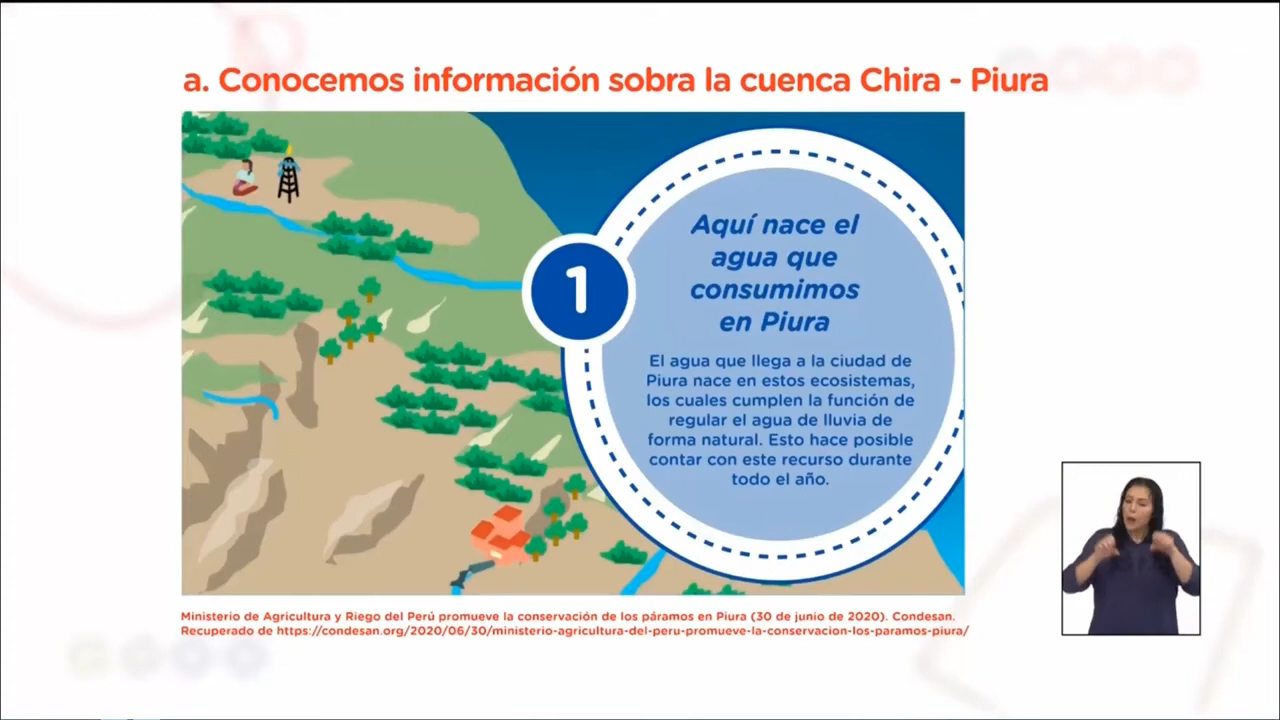 a. Conocemos información sobra la cuenca Chira - Piura
1
Aquí nace el
agua que
consumimos
en Piura
El agua que llega a la ciudad de
Piura nace en estos ecosistemas,
los cuales cumplen la función de
regular el agua de lluvia de
forma natural. Esto hace posible
contar con este recurso durante
todo el año.
Ministerio de Agricultura y Riego del Perú promueve la conservación de los páramos en Piura (30 de junio de 2020). Condesan.
Recuperado de https://condesan.org/2020/06/30/ministerio-agricultura-del-peru-promueve-la-conservacion-los-paramos-piura/